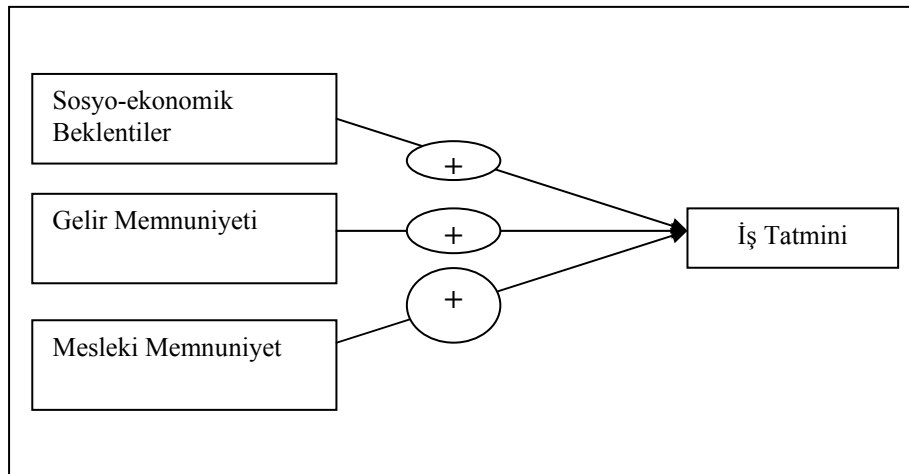 Sosyo-ekonomik
Beklentiler
+
Gelir Memnuniyeti
+
İş Tatmini
+
Mesleki Memnuniyet